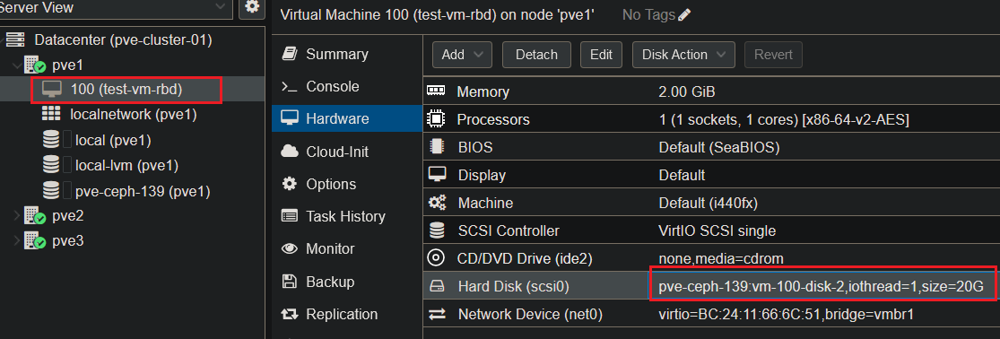 Server View
Datacenter (pve-cluster-01)
pve1
100 (test-vm-rbd)
localnetwork (pve1)
local (pve1)
local-lvm (pve1)
pve-ceph-139 (pve1)
pve2
pve3
Virtual Machine 100 (test-vm-rbd) on node 'pve1' No Tags
Summary
Console
Hardware
Cloud-Init
Options
Task History
Monitor
Backup
Replication
Add Detach Edit Disk Action Revert
Memory 2.00 GiB
Processors 1 (1 sockets, 1 cores) [x86-64-v2-AES]
BIOS Default (SeaBIOS)
Display Default
Machine Default (i440fx)
SCSI Controller VirtIO SCSI single
CD/DVD Drive (ide2) none,media=cdrom
Hard Disk (scsi0) pve-ceph-139:vm-100-disk-2,iothread=1,size=20G
Network Device (net0) virtio=BC:24:11:66:6C:51,bridge=vmbr1